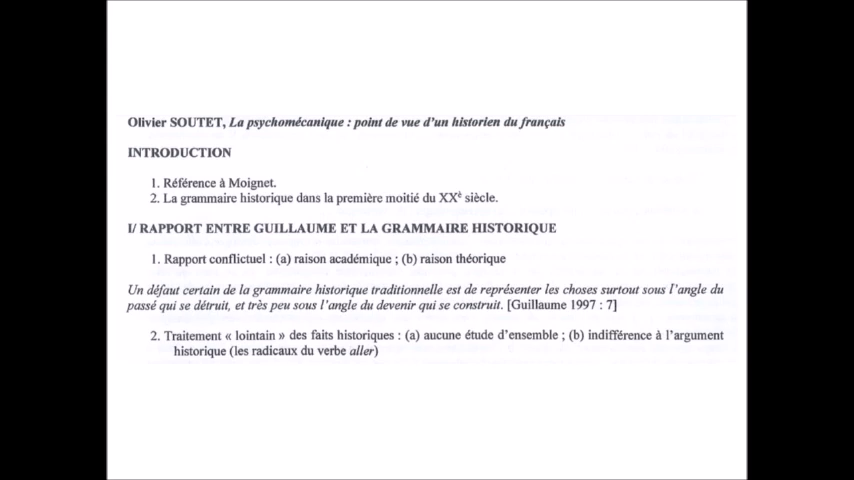 Olivier SOUTET, La psychomécanique : point de vue d'un historien du français
INTRODUCTION
1. Référence à Moignet.
2. La grammaire historique dans la première moitié du XXè siècle.
I/ RAPPORT ENTRE GUILLAUME ET LA GRAMMAIRE HISTORIQUE
1. Rapport conflictuel : (a) raison académique ; (b) raison théorique
Un défaut certain de la grammaire historique traditionnelle est de représenter les choses surtout sous l'angle du
passé qui se détruit, et très peu sous l'angle du devenir qui se construit. [Guillaume 1997 : 7]
2. Traitement « lointain » des faits historiques : (a) aucune étude d'ensemble ; (b) indifférence à l'argument
historique (les radicaux du verbe aller)